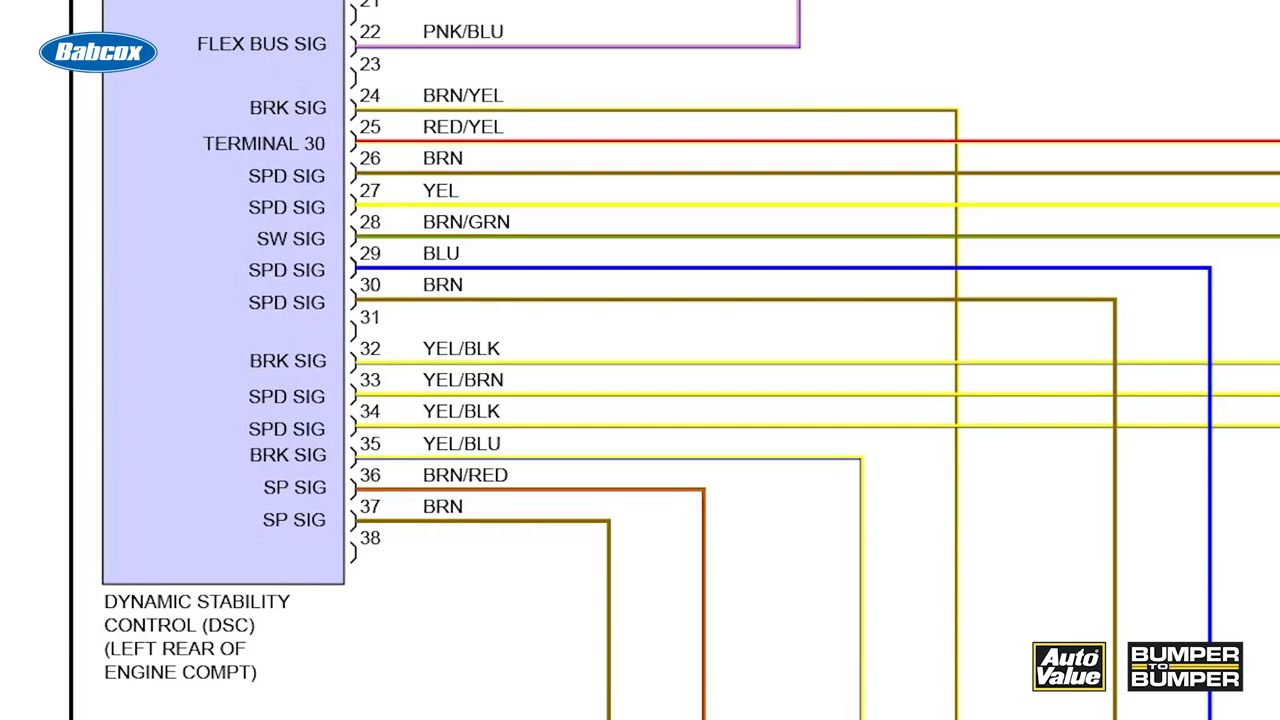 21
22 PNK/BLU
FLEX BUS SIG
Babcox
23
24 BRN/YEL
BRK SIG
25 RED/YEL
TERMINAL 30
26 BRN
SPD SIG
27 YEL
SPD SIG
28 BRN/GRN
SW SIG
29 BLU
SPD SIG
30 BRN
SPD SIG
31
32 YEL/BLK
BRK SIG
33 YEL/BRN
SPD SIG
34 YEL/BLK
SPD SIG
35 YEL/BLU
BRK SIG
36 BRN/RED
SP SIG
37 BRN
SP SIG
38
DYNAMIC STABILITY
CONTROL (DSC)
(LEFT REAR OF
ENGINE COMPT)
Auto
Value
BUMPER
TO
BUMPER